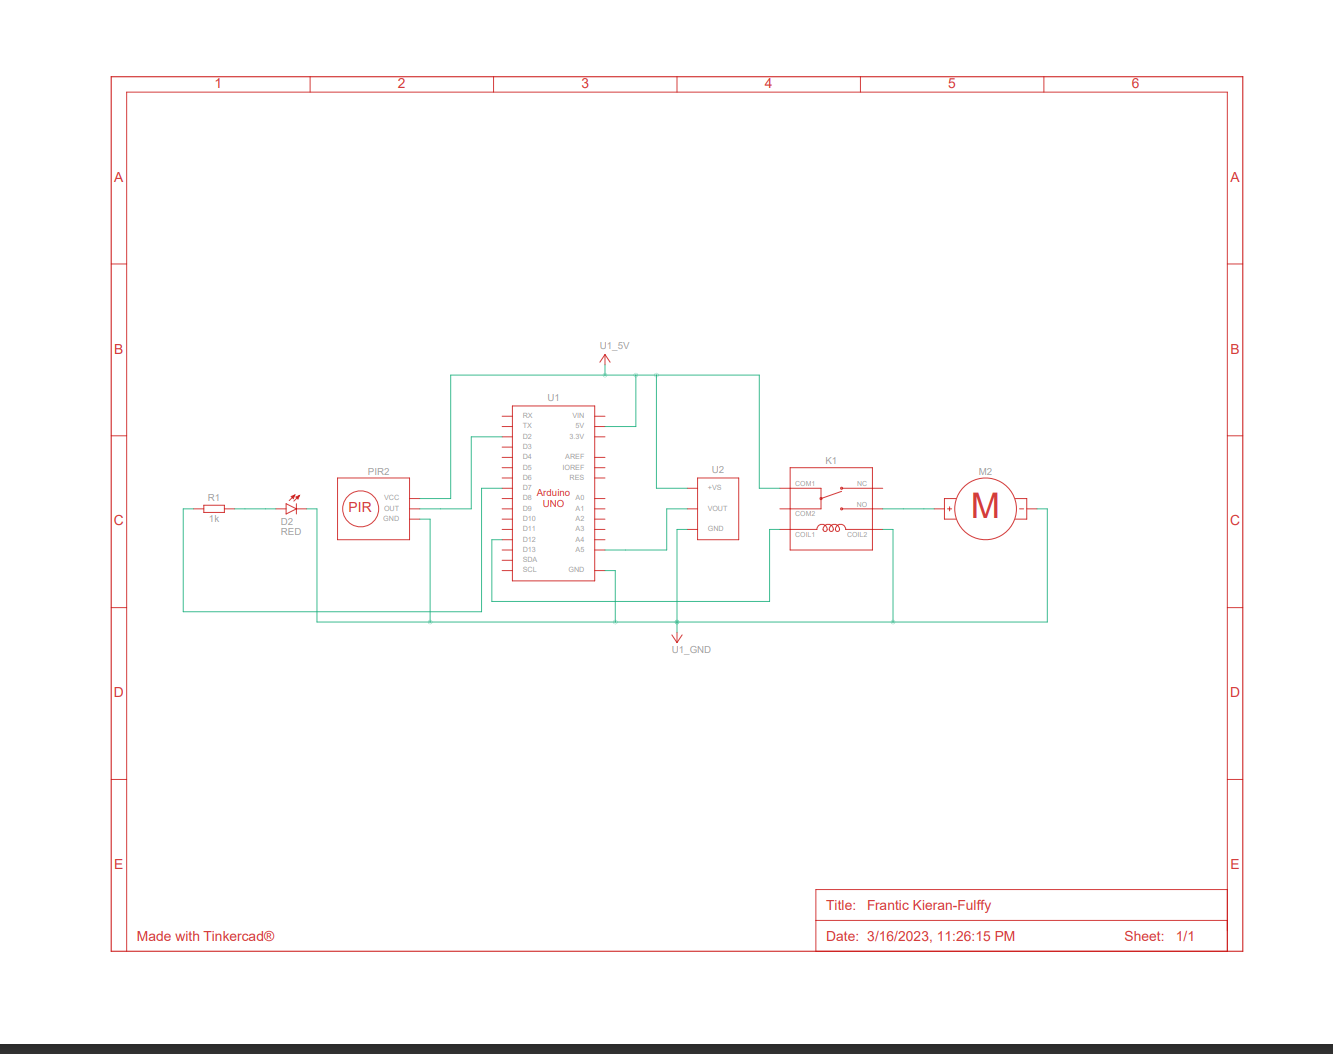 1 2 3 4 5 6
A A
B B
C C
D D
E E
U1_5V
U1
RX
TX
D2
D3
D4
D5
D6
D7
D8
D9
D10
D11
D12
D13
SDA
SCL
VIN
5V
3.3V
AREF
IOREF
RES
A0
A1
A2
A3
A4
A5
GND
Arduino
UNO
R1
1k
D2
RED
PIR2
PIR
VCC
OUT
GND
U2
+VS
VOUT
GND
K1
COM1
COM2
COIL1
NC
NO
COIL2
M2
+ M -
U1_GND
Title: Frantic Kieran-Fulffy
Made with Tinkercad®
Date: 3/16/2023, 11:26:15 PM Sheet: 1/1